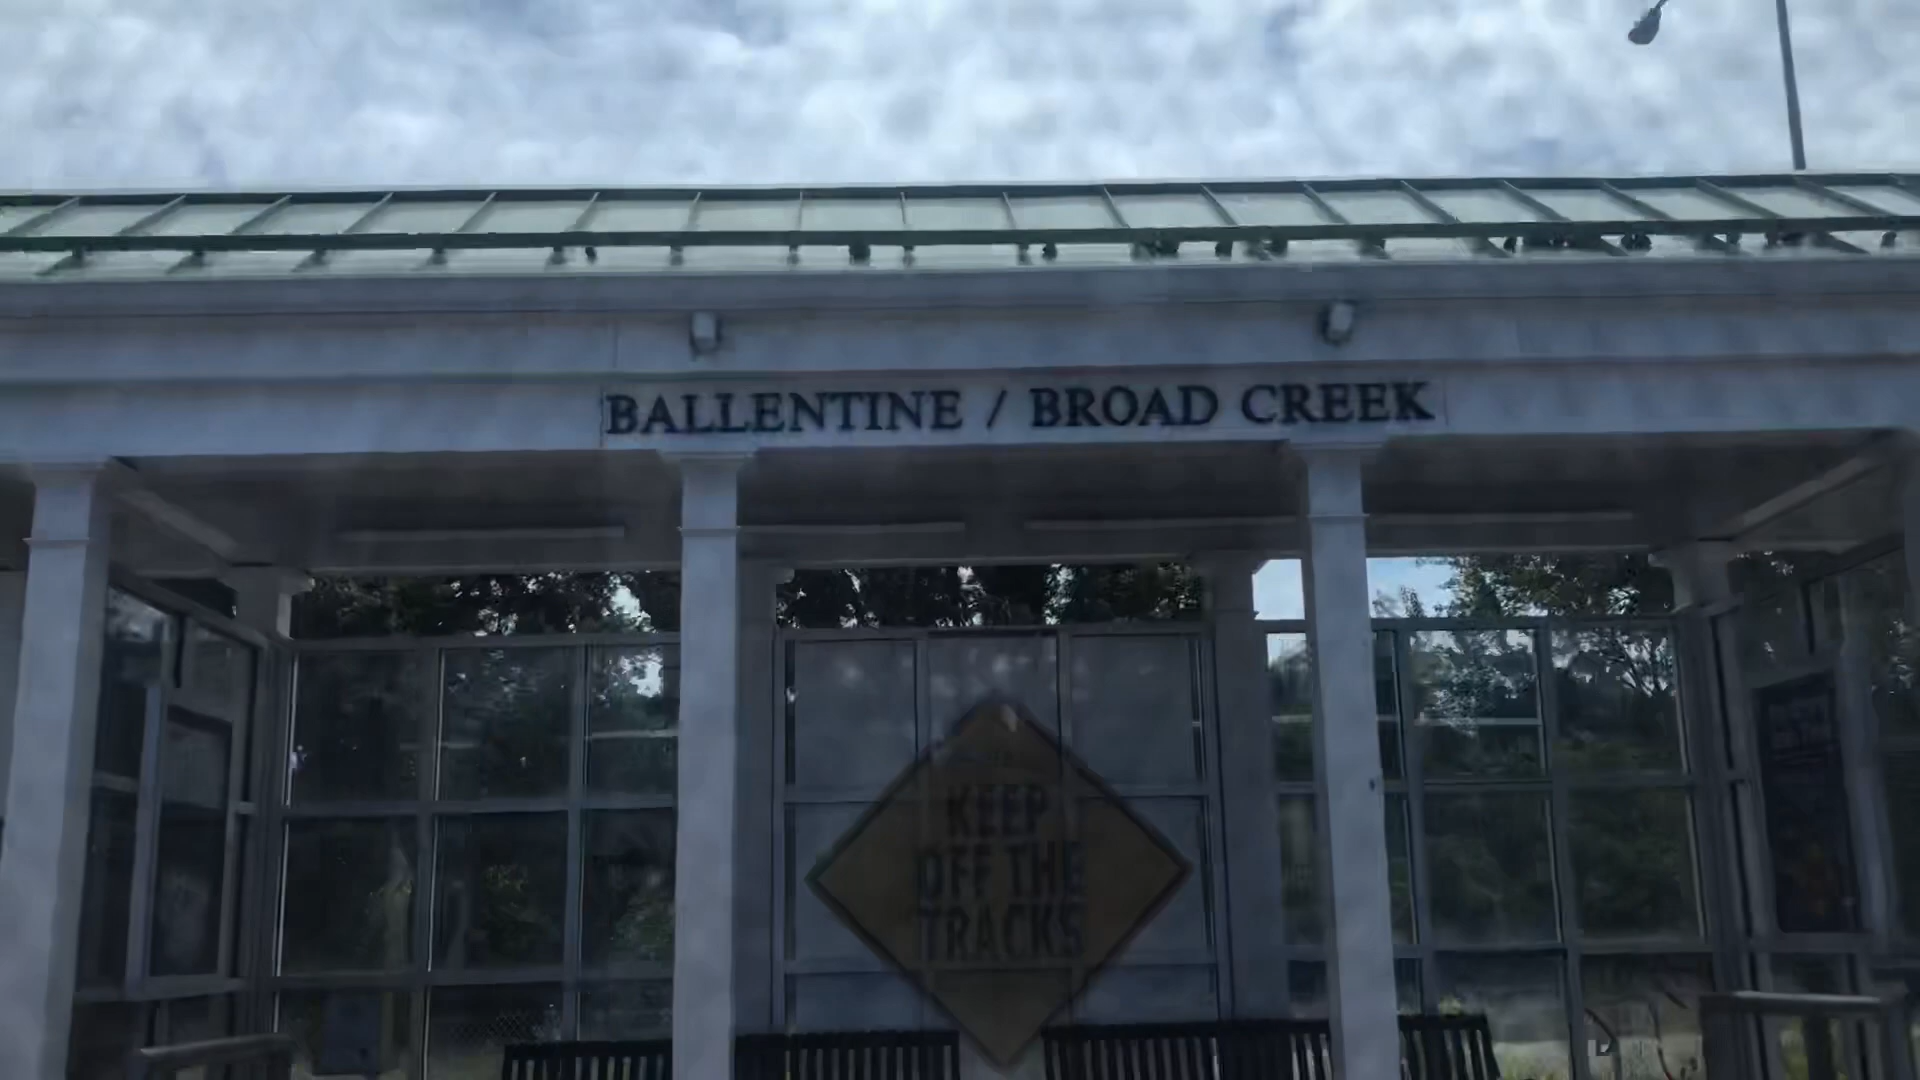 BALLENTINE / BROAD CREEK
KEEP
OFF THE
TRACKS